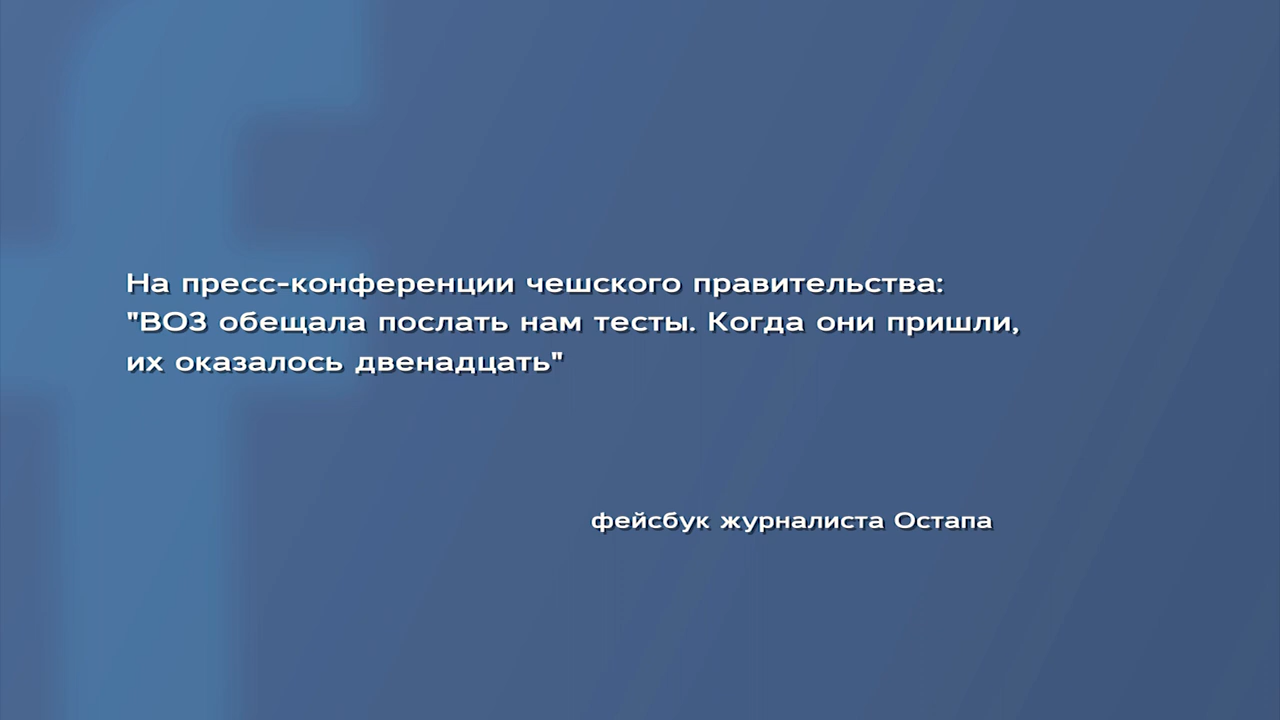 На пресс-конференции чешского правительства:
"ВОЗ обещала послать нам тесты. Когда они пришли,
их оказалось двенадцать"
фейсбук журналиста Остапа